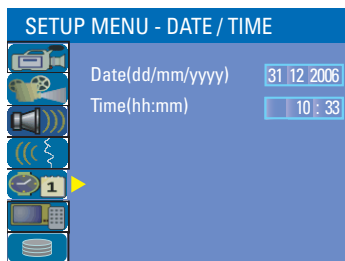 SETUP MENU - DATE / TIME
Date(dd/mm/yyyy) 31 12 2006
Time(hh:mm) 10 : 33
1